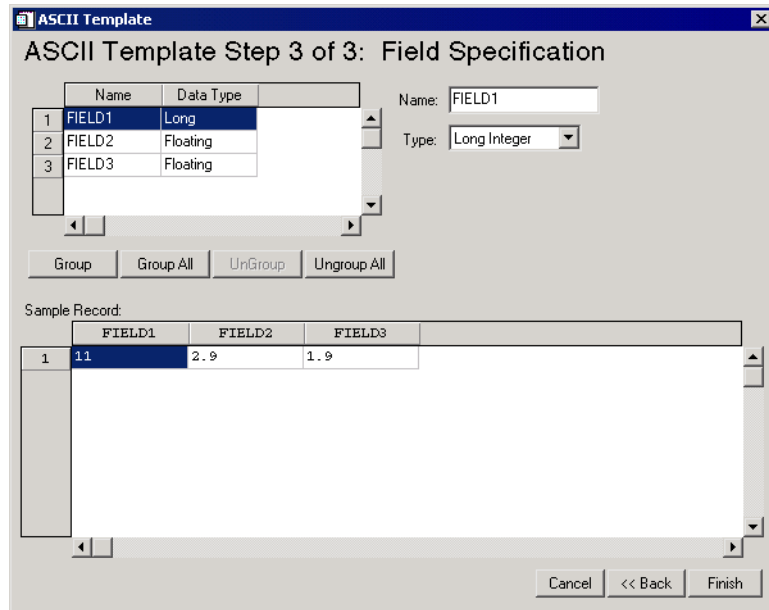 ASCII Template
ASCII Template Step 3 of 3: Field Specification
Name Data Type
1 FIELD1 Long
2 FIELD2 Floating
3 FIELD3 Floating
Name: FIELD1
Type: Long Integer
Group Group All UnGroup Ungroup All
Sample Record:
FIELD1 FIELD2 FIELD3
1 11 2.9 1.9
Cancel << Back Finish